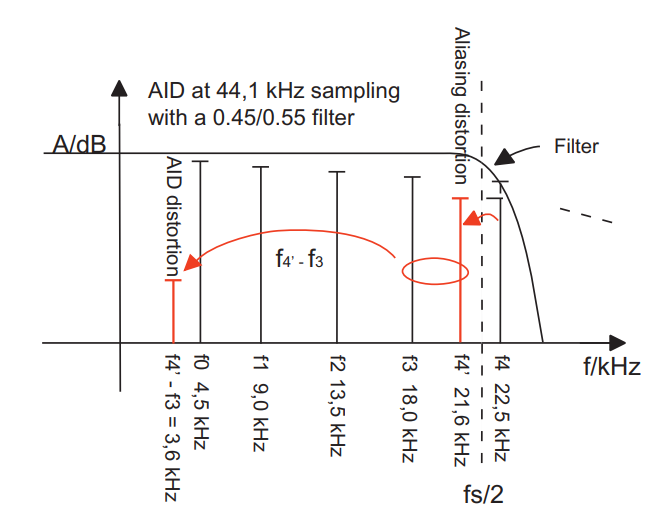 AID at 44,1 kHz sampling
with a 0.45/0.55 filter
A/dB
Aliasing distortion
Filter
AID distortion
f4' - f3
f4' - f3 = 3,6 kHz
f0 4,5 kHz
f1 9,0 kHz
f2 13,5 kHz
f3 18,0 kHz
f4' 21,6 kHz
f4 22,5 kHz
f/kHz
fs/2